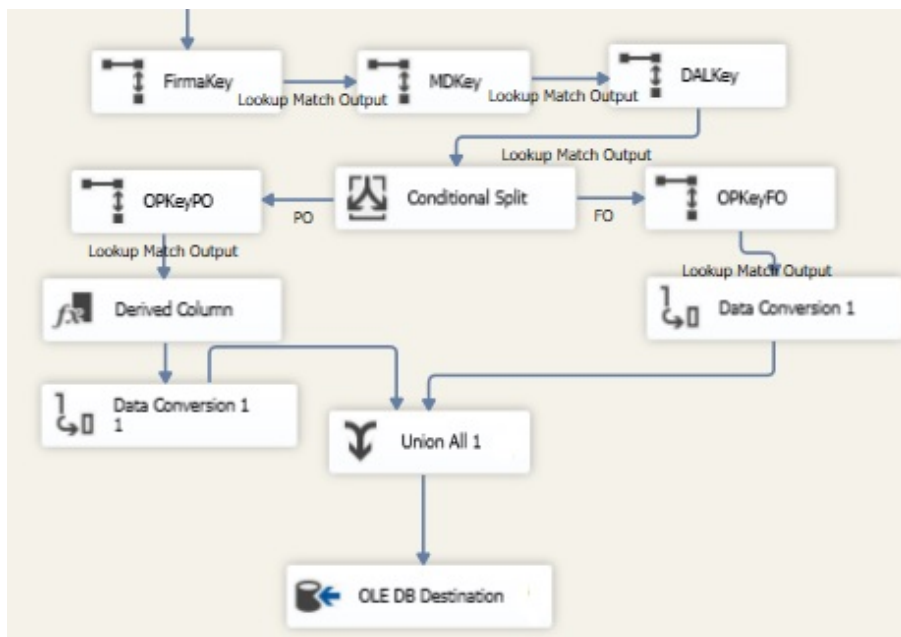 FirmaKey
Lookup Match Output
MDKey
Lookup Match Output
DALKey
Lookup Match Output
OPKeyPO
PO
Conditional Split
FO
OPKeyFO
Lookup Match Output
Lookup Match Output
Derived Column
Data Conversion 1
Data Conversion 1
1
Union All 1
OLE DB Destination